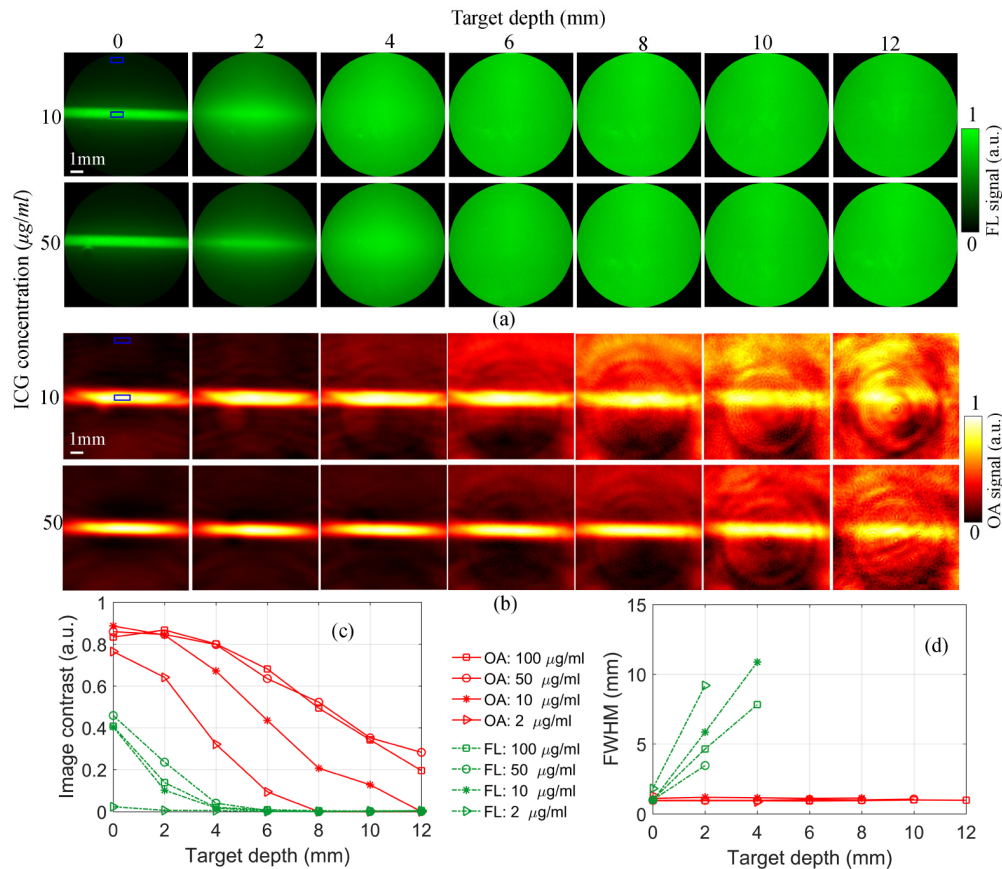 Target depth (mm)
0 2 4 6 8 10 12
ICG concentration (μg/ml)
10
1mm
50
1
FL signal (a.u.)
0
(a)
10
1mm
50
1
OA signal (a.u.)
0
(b)
(c)
Image contrast (a.u.)
1
0.8
0.6
0.4
0.2
0
0 2 4 6 8 10 12
Target depth (mm)
OA: 100 μg/ml
OA: 50 μg/ml
OA: 10 μg/ml
OA: 2 μg/ml
FL: 100 μg/ml
FL: 50 μg/ml
FL: 10 μg/ml
FL: 2 μg/ml
(d)
FWHM (mm)
15
10
5
0
0 2 4 6 8 10 12
Target depth (mm)